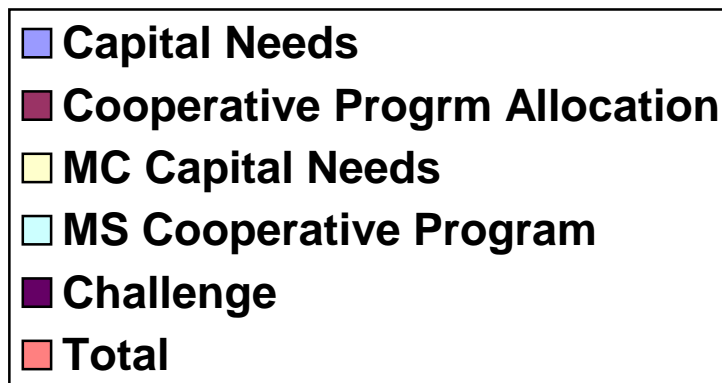 Capital Needs
Cooperative Progrm Allocation
MC Capital Needs
MS Cooperative Program
Challenge
Total